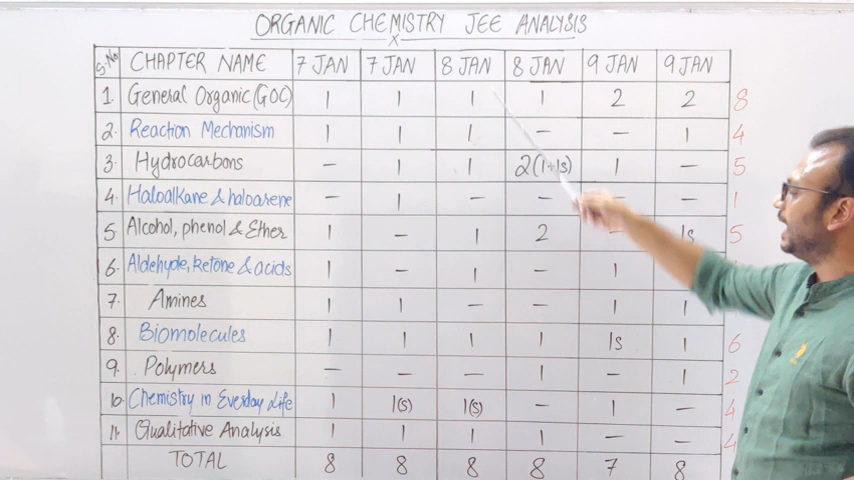 ORGANIC CHEMISTRY JEE ANALYSIS
x
S.No CHAPTER NAME 7 JAN 7 JAN 8 JAN 8 JAN 9 JAN 9 JAN
1. General Organic (GOC) 1 1 1 1 2 2 8
2. Reaction Mechanism 1 1 1 - - 1 4
3. Hydrocarbons - 1 1 2(1+1s) 1 - 5
4. Haloalkane & haloarene - 1 - - - - 1
5. Alcohol, phenol & Ether 1 - 1 2 - 1s 5
6. Aldehyde, ketone & acids 1 - 1 - 1
7. Amines 1 1 - - 1 1
8. Biomolecules 1 1 1 1 1s 1 6
9. Polymers - - - 1 - 1 2
10. Chemistry in Everday Life 1 1(s) 1(s) - 1 - 4
11. Qualitative Analysis 1 1 1 1 - - 4
TOTAL 8 8 8 8 7 8